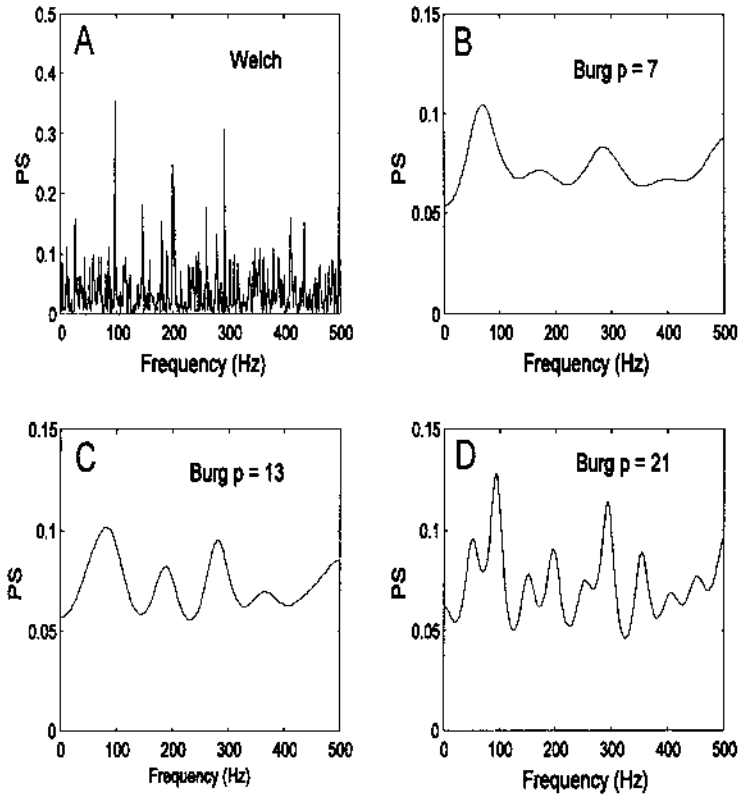 A
Welch
0.5
0.4
0.3
0.2
0.1
0
PS
0 100 200 300 400 500
Frequency (Hz)
B
Burg p = 7
0.15
0.1
0.05
0
PS
0 100 200 300 400 500
Frequency (Hz)
C
Burg p = 13
0.15
0.1
0.05
0
PS
0 100 200 300 400 500
Frequency (Hz)
D
Burg p = 21
0.15
0.1
0.05
0
PS
0 100 200 300 400 500
Frequency (Hz)